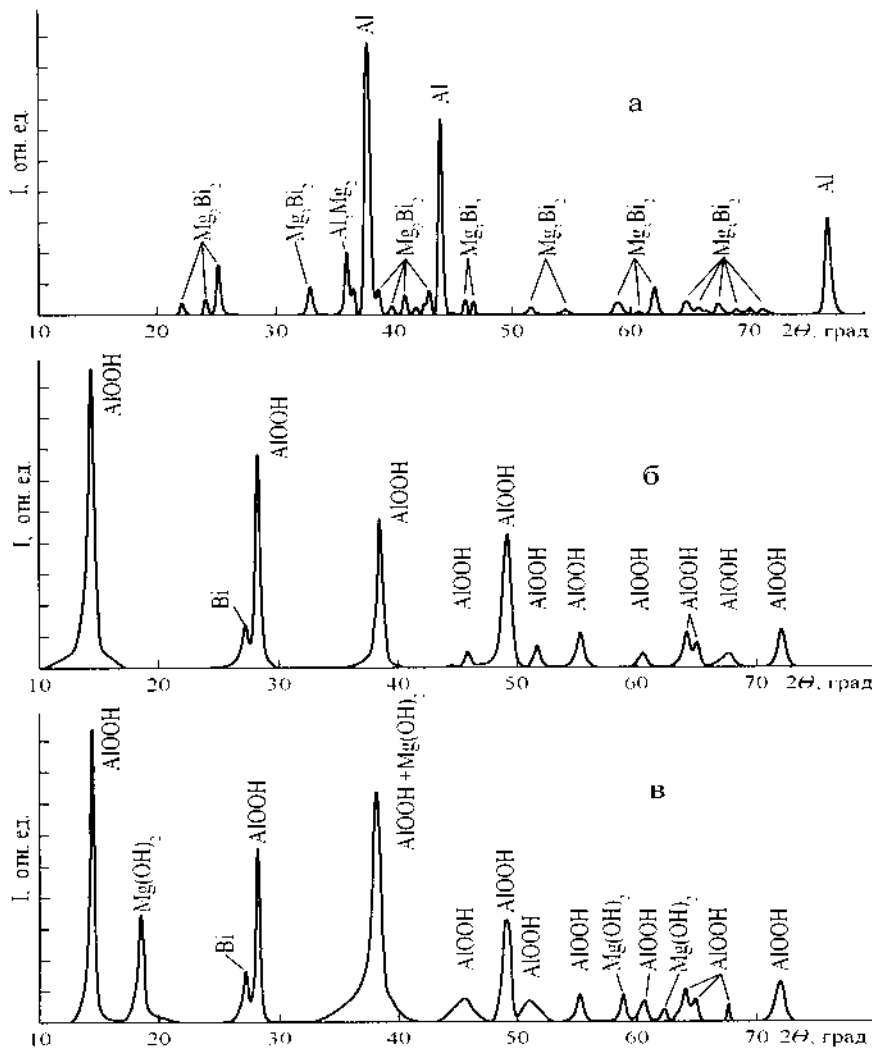 Al
Al
а
I, отн. ед.
Mg₃Bi₂
Mg₃Bi₂
Al₃Mg₂
Mg₃Bi₂
Mg₃Bi₂
Mg₃Bi₂
Mg₃Bi₂
Mg₃Bi₂
Al
10 20 30 40 50 60 70 2Θ, град
I, отн. ед.
AlOOH
Bi
AlOOH
AlOOH
AlOOH
AlOOH
AlOOH
AlOOH
AlOOH
AlOOH
AlOOH
AlOOH
б
10 20 30 40 50 60 70 2Θ, град
I, отн. ед.
AlOOH
Mg(OH)₂
Bi
AlOOH
AlOOH + Mg(OH)₂
AlOOH
AlOOH
AlOOH
AlOOH
Mg(OH)₂
AlOOH
Mg(OH)₂
AlOOH
AlOOH
в
10 20 30 40 50 60 70 2Θ, град